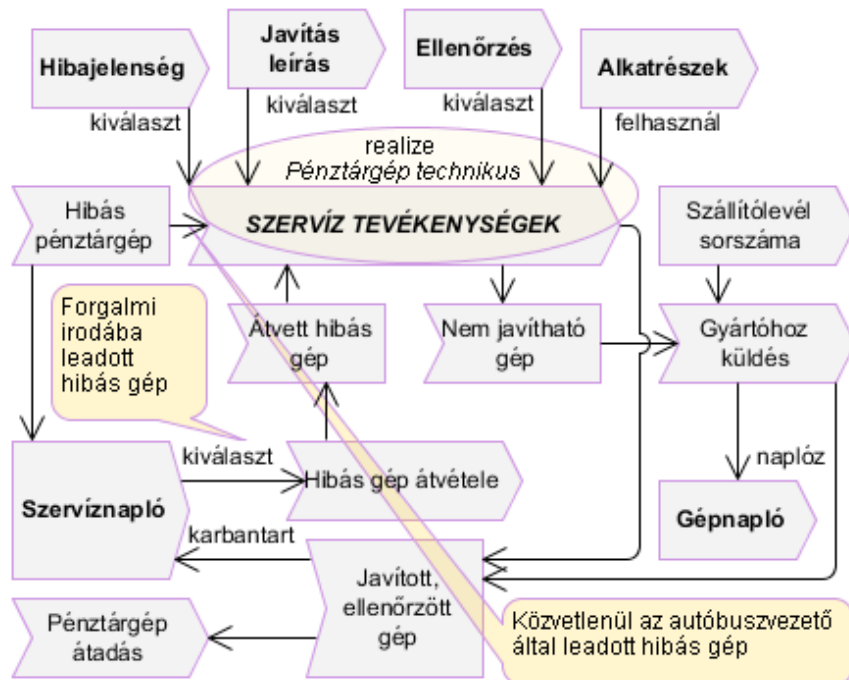 Hibajelenség
Javítás
leírás
Ellenőrzés
Alkatrészek
kiválaszt
kiválaszt
kiválaszt
felhasznál
realize
Pénztárgép technikus
SZERVÍZ TEVÉKENYSÉGEK
Hibás
pénztárgép
Szállítólevél
sorszáma
Forgalmi
irodába
leadott
hibás gép
Átvett hibás
gép
Nem javítható
gép
Gyártóhoz
küldés
kiválaszt
Hibás gép átvétele
naplóz
Szervíznapló
Gépnapló
karbantart
Javított,
ellenőrzött
gép
Pénztárgép
átadás
Közvetlenül az autóbuszvezető
által leadott hibás gép